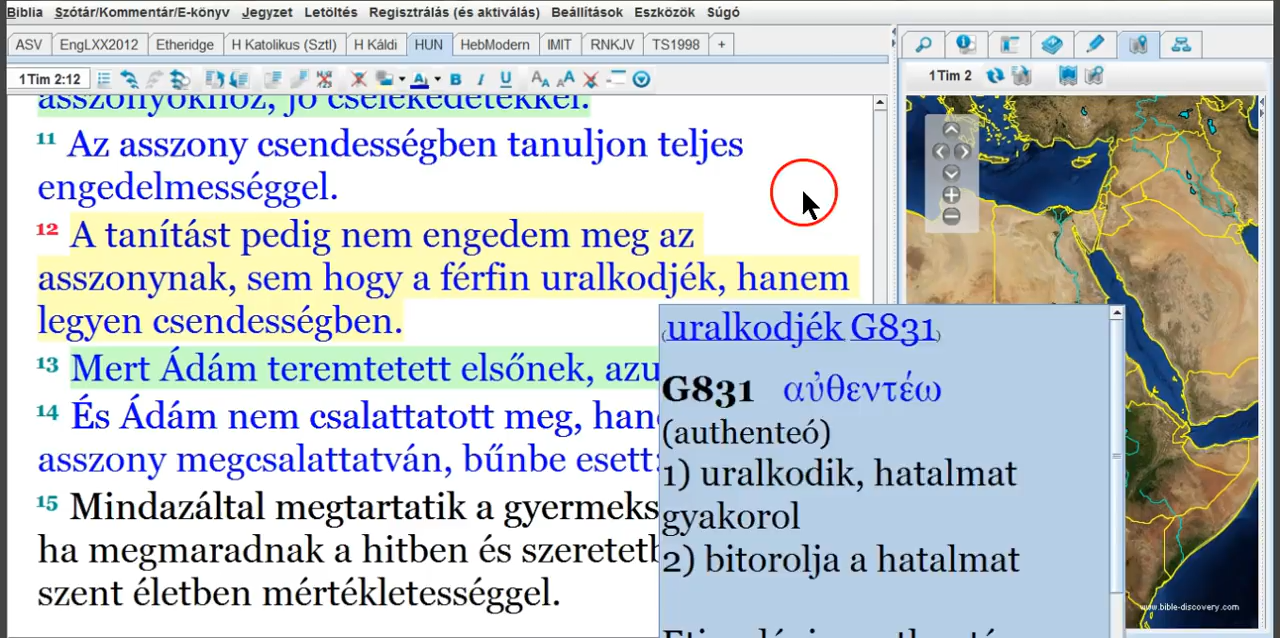 Biblia Szótár/Kommentár/E-könyv Jegyzet Letöltés Regisztrálás (és aktiválás) Beállítások Eszközök Súgó
ASV EngLXX2012 Etheridge H Katolikus (Sztl) H Káldi HUN HebModern IMIT RNKJV TS1998 +
1Tim 2:12
1Tim 2
asszonyokhoz, jó cselekedetekkel.
11 Az asszony csendességben tanuljon teljes
engedelmességgel.
12 A tanítást pedig nem engedem meg az
asszonynak, sem hogy a férfin uralkodjék, hanem
legyen csendességben.
13 Mert Ádám teremtetett elsőnek, azu
14 És Ádám nem csalattatott meg, han
asszony megcsalattatván, bűnbe esett:
15 Mindazáltal megtartatik a gyermeks
ha megmaradnak a hitben és szeretetb
szent életben mértékletességgel.
(uralkodjék G831)
G831 αὐθεντέω
(authenteó)
1) uralkodik, hatalmat
gyakorol
2) bitorolja a hatalmat
www.bible-discovery.com